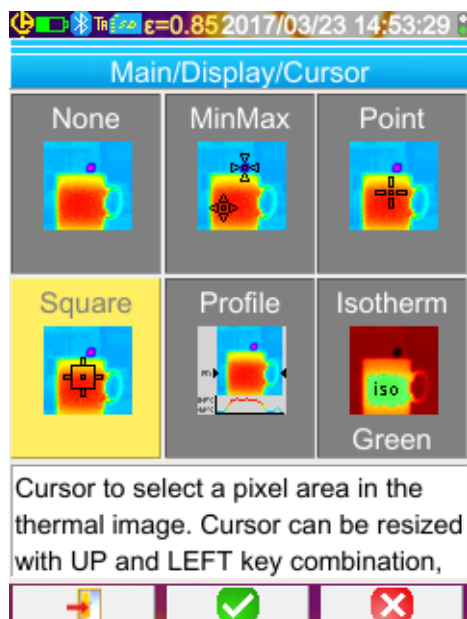 TR ε=0.85 2017/03/23 14:53:29
Main/Display/Cursor
None MinMax Point
Square Profile Isotherm
iso
Green
Cursor to select a pixel area in the
thermal image. Cursor can be resized
with UP and LEFT key combination,